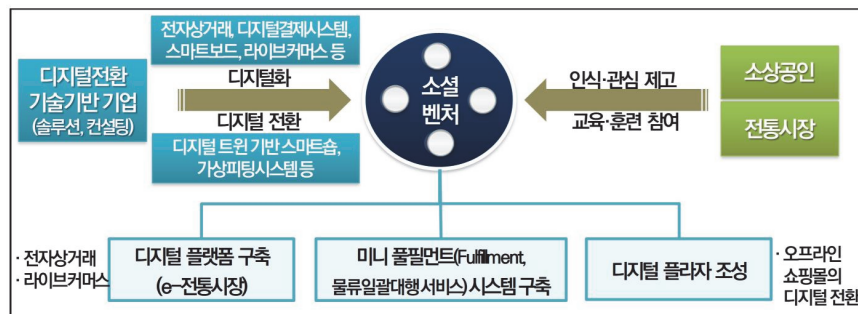 디지털전환
기술기반 기업
(솔루션, 컨설팅)
전자상거래, 디지털결제시스템,
스마트보드, 라이브커머스 등
디지털화
디지털 전환
디지털 트윈 기반 스마트숍,
가상피팅시스템 등
소셜
벤처
인식·관심 제고
교육·훈련 참여
소상공인
전통시장
· 전자상거래
· 라이브커머스
디지털 플랫폼 구축
(e-전통시장)
미니 풀필먼트(Fulfillment,
물류일괄대행 서비스) 시스템 구축
디지털 플라자 조성
· 오프라인
쇼핑몰의
디지털 전환